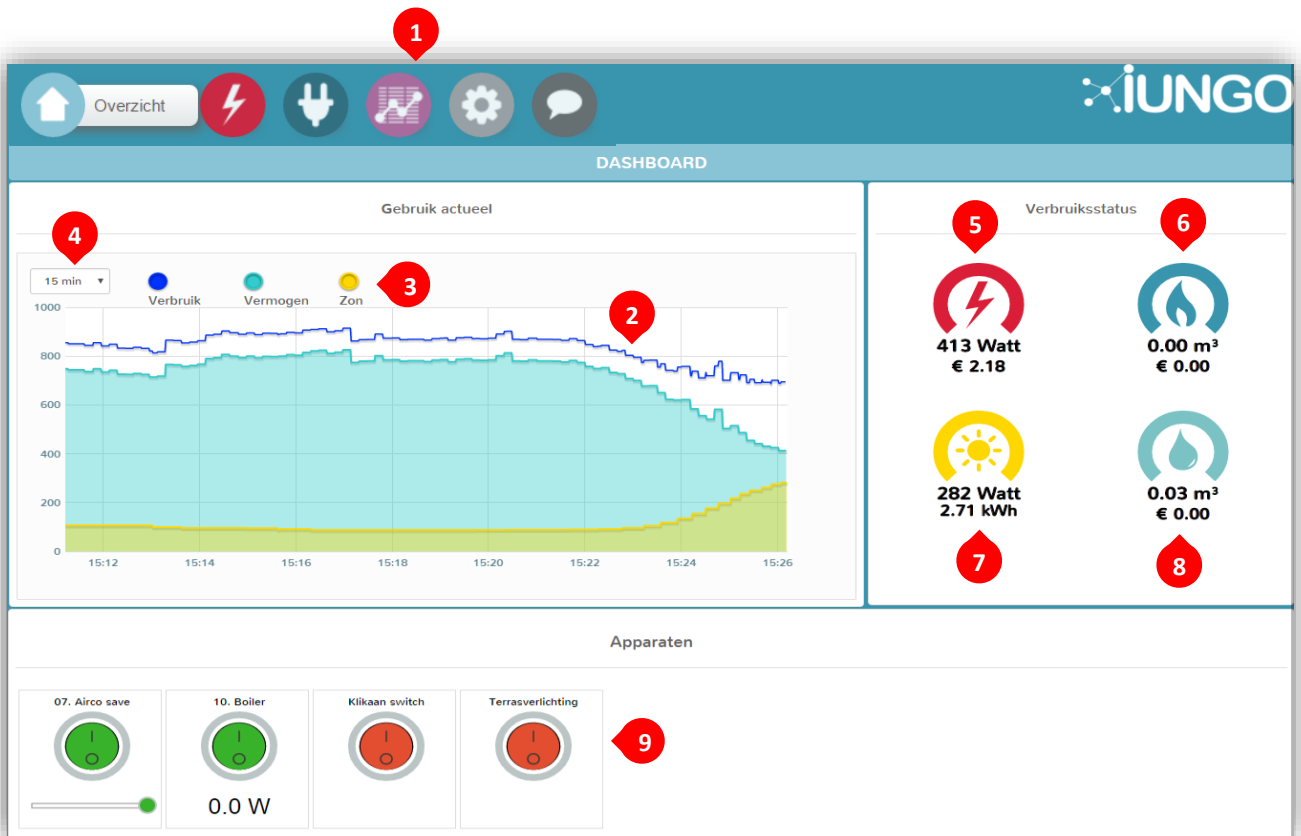 1
Overzicht
iUNGO
DASHBOARD
Gebruik actueel
4
15 min
Verbruik
Vermogen
Zon
3
2
1000
800
600
400
200
0
15:12
15:14
15:16
15:18
15:20
15:22
15:24
15:26
Verbruiksstatus
5
6
413 Watt
€ 2.18
0.00 m³
€ 0.00
282 Watt
2.71 kWh
0.03 m³
€ 0.00
7
8
Apparaten
07. Airco save
10. Boiler
Klikaan switch
Terrasverlichting
9
0.0 W